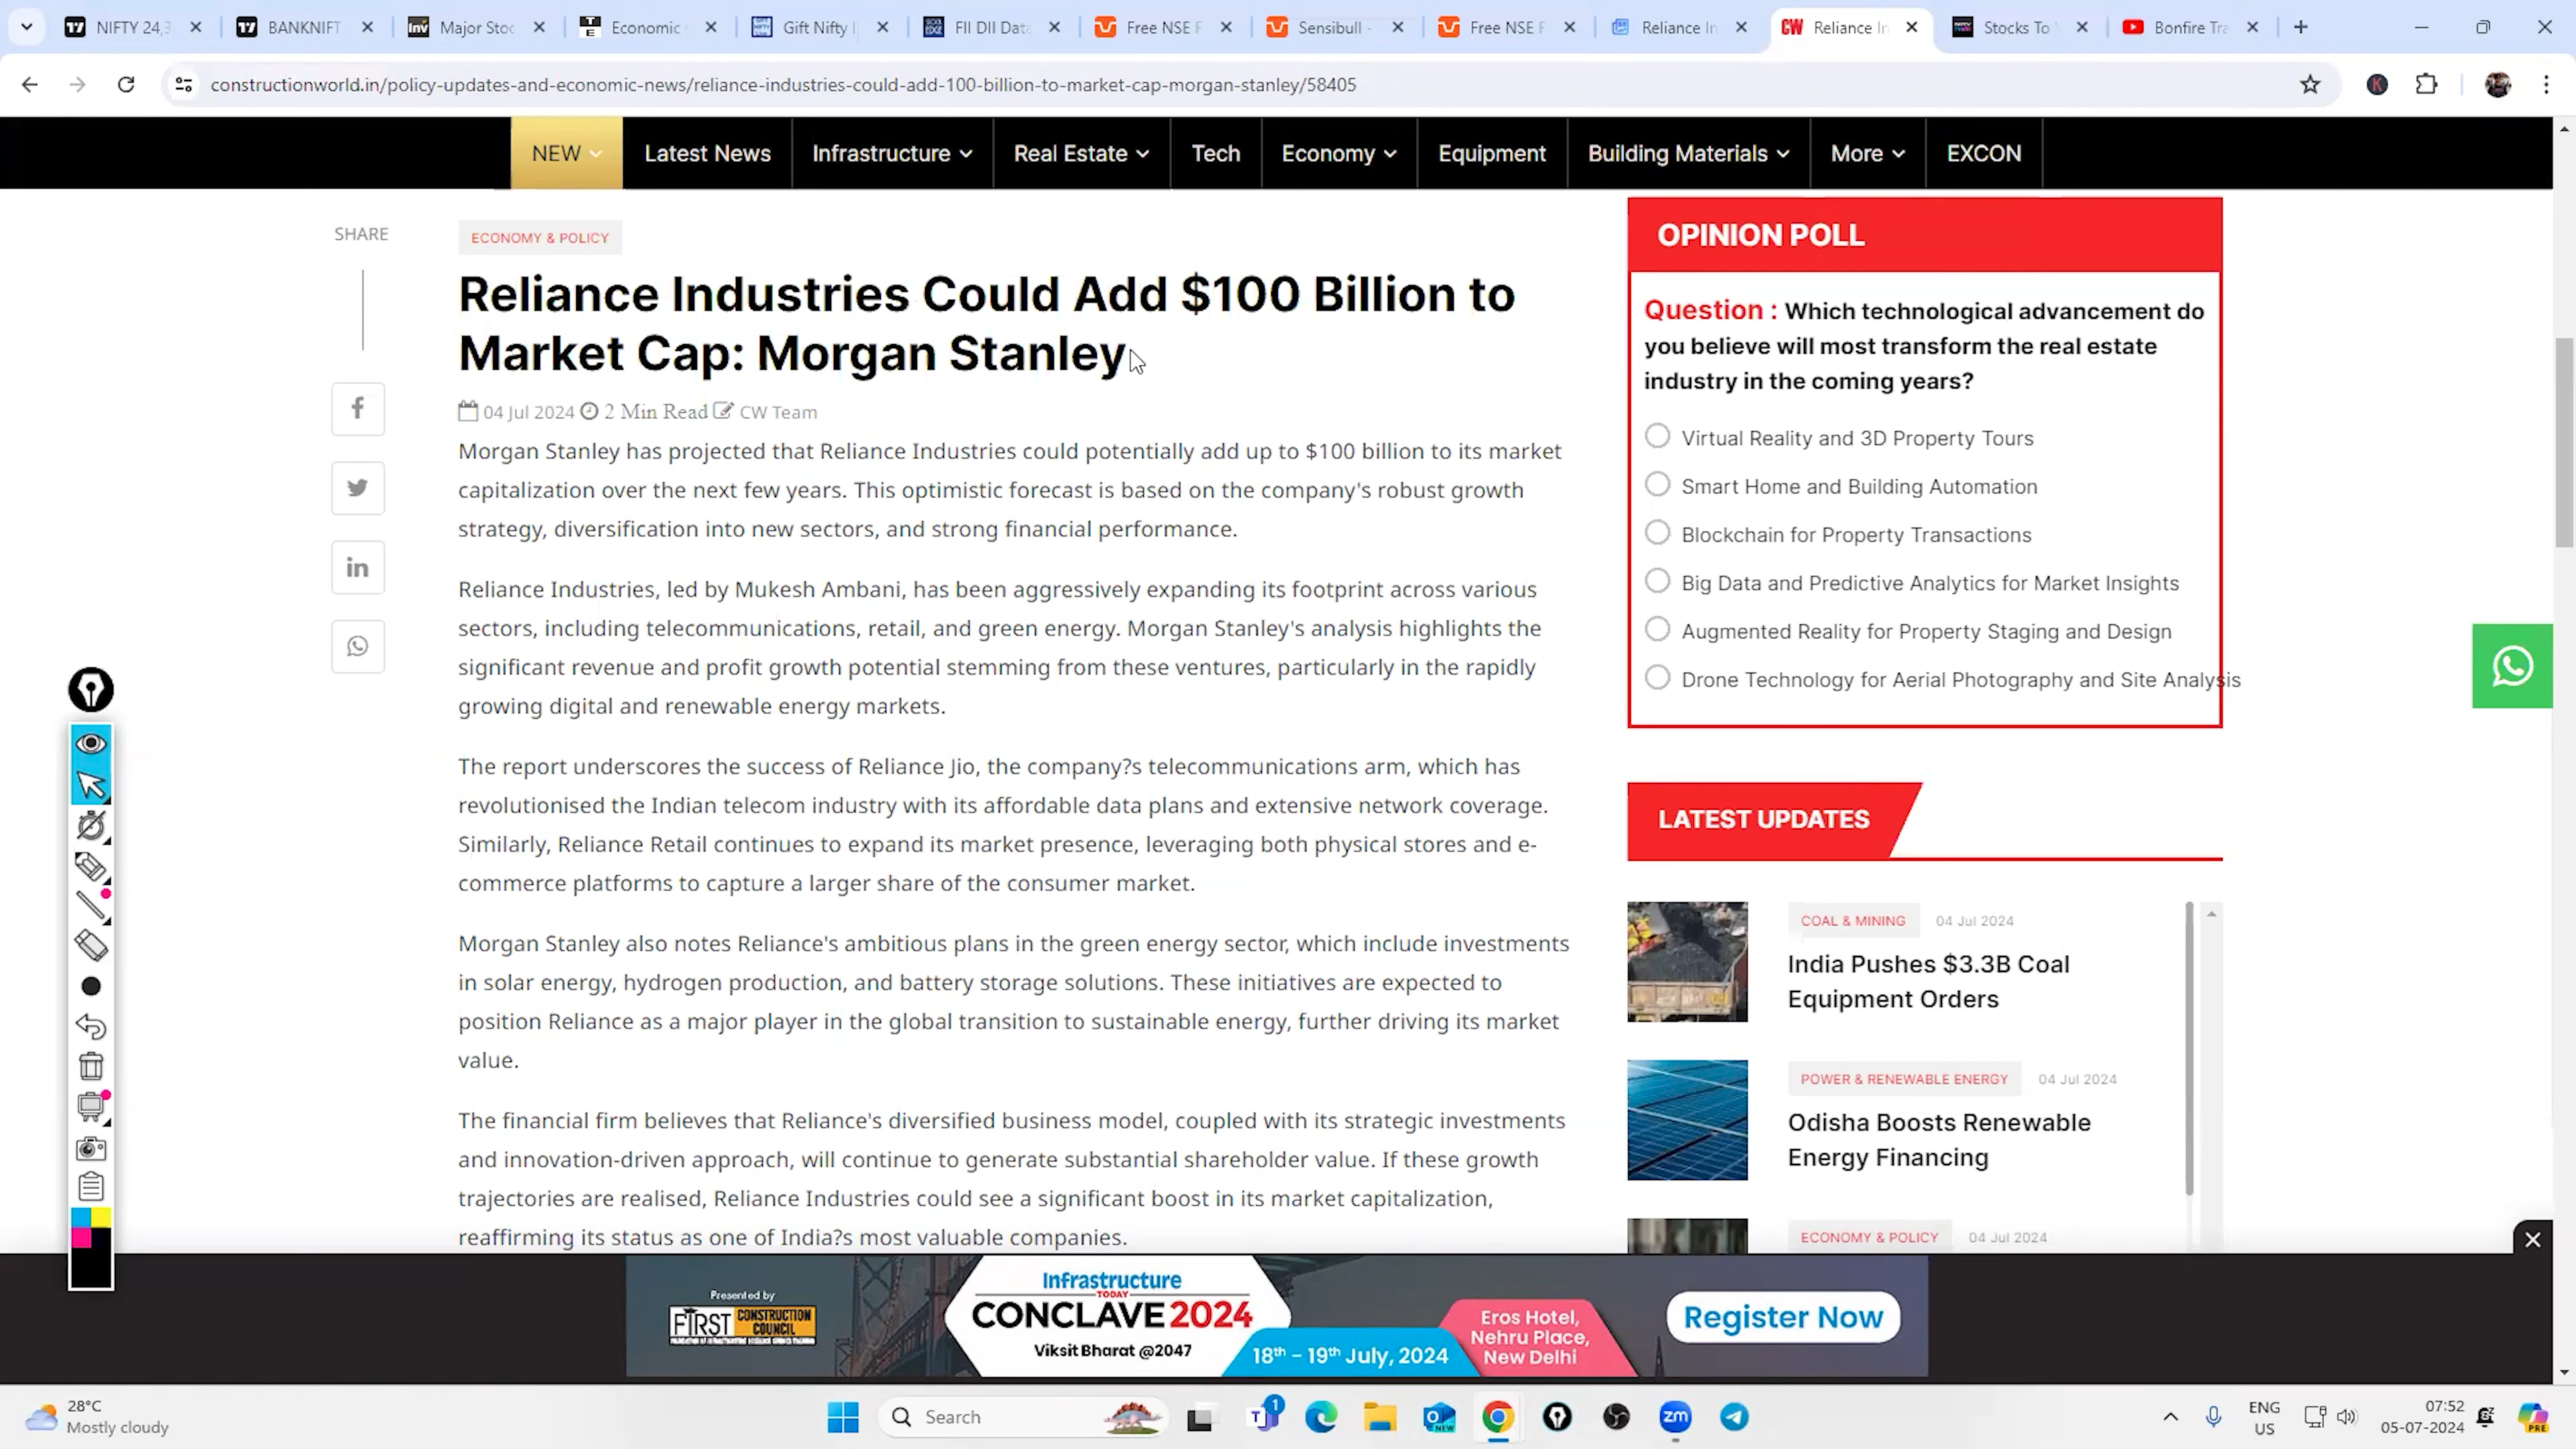 NIFTY 24,3
BANKNIFT
Major Stoc
Economic
Gift Nifty I
FII DII Data
Free NSE F
Sensibull -
Free NSE F
Reliance In
Reliance In
Stocks To
Bonfire Tra
constructionworld.in/policy-updates-and-economic-news/reliance-industries-could-add-100-billion-to-market-cap-morgan-stanley/58405
NEW
Latest News
Infrastructure
Real Estate
Tech
Economy
Equipment
Building Materials
More
EXCON
SHARE
ECONOMY & POLICY
Reliance Industries Could Add $100 Billion to
Market Cap: Morgan Stanley
04 Jul 2024 2 Min Read CW Team
Morgan Stanley has projected that Reliance Industries could potentially add up to $100 billion to its market
capitalization over the next few years. This optimistic forecast is based on the company's robust growth
strategy, diversification into new sectors, and strong financial performance.
Reliance Industries, led by Mukesh Ambani, has been aggressively expanding its footprint across various
sectors, including telecommunications, retail, and green energy. Morgan Stanley's analysis highlights the
significant revenue and profit growth potential stemming from these ventures, particularly in the rapidly
growing digital and renewable energy markets.
The report underscores the success of Reliance Jio, the company?s telecommunications arm, which has
revolutionised the Indian telecom industry with its affordable data plans and extensive network coverage.
Similarly, Reliance Retail continues to expand its market presence, leveraging both physical stores and e-
commerce platforms to capture a larger share of the consumer market.
Morgan Stanley also notes Reliance's ambitious plans in the green energy sector, which include investments
in solar energy, hydrogen production, and battery storage solutions. These initiatives are expected to
position Reliance as a major player in the global transition to sustainable energy, further driving its market
value.
The financial firm believes that Reliance's diversified business model, coupled with its strategic investments
and innovation-driven approach, will continue to generate substantial shareholder value. If these growth
trajectories are realised, Reliance Industries could see a significant boost in its market capitalization,
reaffirming its status as one of India?s most valuable companies.
OPINION POLL
Question : Which technological advancement do
you believe will most transform the real estate
industry in the coming years?
Virtual Reality and 3D Property Tours
Smart Home and Building Automation
Blockchain for Property Transactions
Big Data and Predictive Analytics for Market Insights
Augmented Reality for Property Staging and Design
Drone Technology for Aerial Photography and Site Analysis
LATEST UPDATES
COAL & MINING 04 Jul 2024
India Pushes $3.3B Coal
Equipment Orders
POWER & RENEWABLE ENERGY 04 Jul 2024
Odisha Boosts Renewable
Energy Financing
ECONOMY & POLICY 04 Jul 2024
Presented by
FIRST CONSTRUCTION
COUNCIL
Infrastructure
TODAY
CONCLAVE 2024
Viksit Bharat @2047
18th – 19th July, 2024
Eros Hotel,
Nehru Place,
New Delhi
Register Now
28°C
Mostly cloudy
Search
ENG
US
07:52
05-07-2024